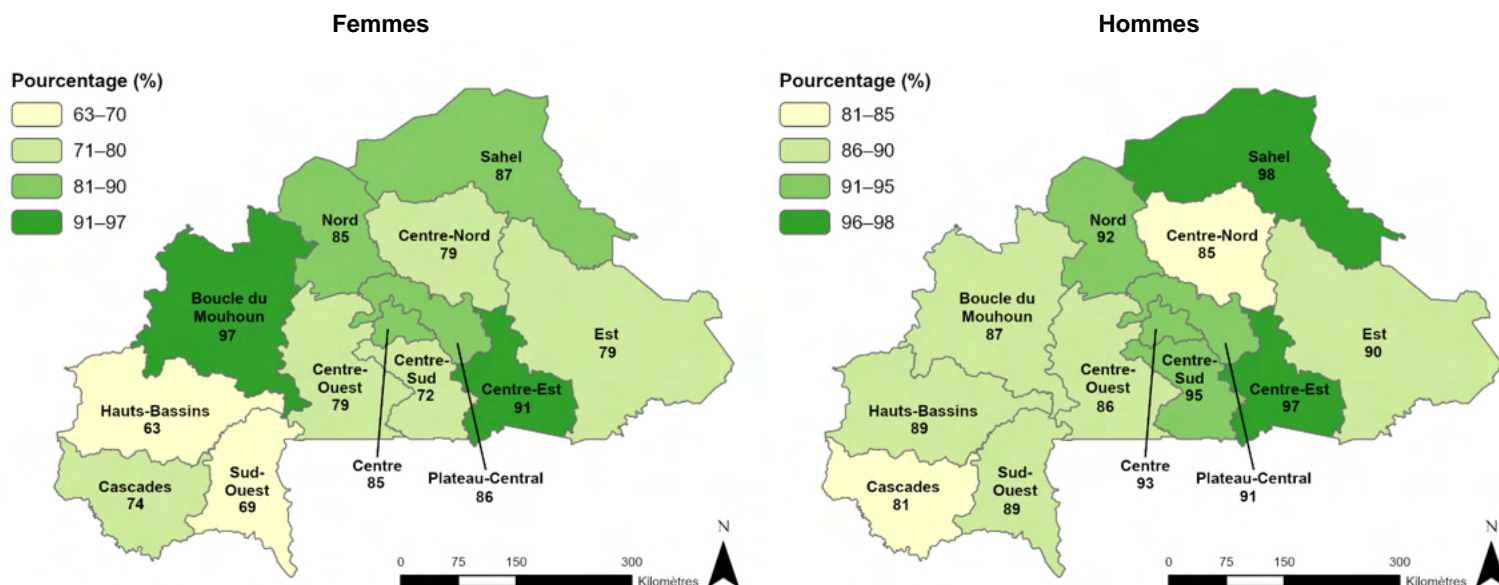 Femmes
Pourcentage (%)
63–70
71–80
81–90
91–97
Sahel
87
Nord
85
Centre-Nord
79
Boucle du
Mouhoun
97
Est
79
Centre-
Ouest
79
Centre-
Sud
72
Centre-Est
91
Hauts-Bassins
63
Centre
85
Plateau-Central
86
Cascades
74
Sud-
Ouest
69
N
0 75 150 300
Kilomètres
Hommes
Pourcentage (%)
81–85
86–90
91–95
96–98
Sahel
98
Nord
92
Centre-Nord
85
Boucle du
Mouhoun
87
Est
90
Centre-
Ouest
86
Centre-
Sud
95
Centre-Est
97
Hauts-Bassins
89
Centre
93
Plateau-Central
91
Cascades
81
Sud-
Ouest
89
N
0 75 150 300
Kilomètres